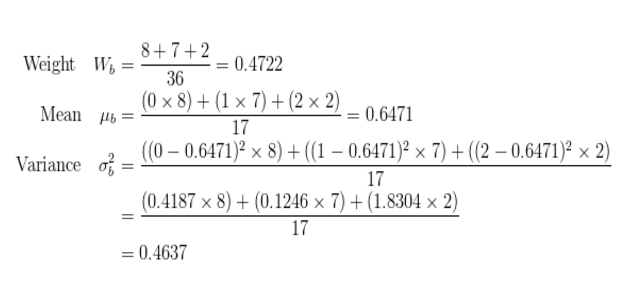 Weight W_b = (8 + 7 + 2)/36 = 0.4722
Mean μ_b = ((0 × 8) + (1 × 7) + (2 × 2))/17 = 0.6471
Variance σ_b^2 = (((0 − 0.6471)^2 × 8) + ((1 − 0.6471)^2 × 7) + ((2 − 0.6471)^2 × 2))/17
= ((0.4187 × 8) + (0.1246 × 7) + (1.8304 × 2))/17
= 0.4637